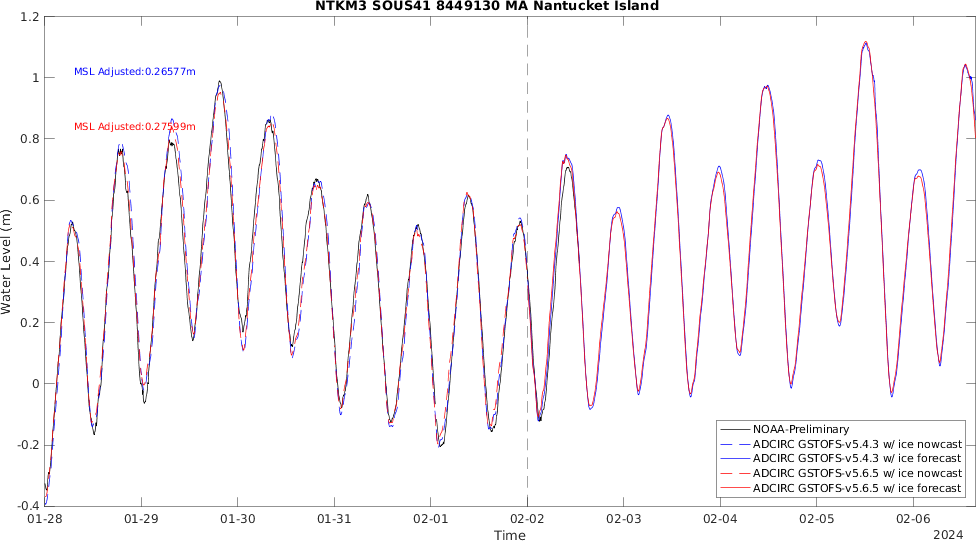 NTKM3 SOUS41 8449130 MA Nantucket Island
1.2
1
0.8
0.6
0.4
0.2
0
-0.2
-0.4
Water Level (m)
MSL Adjusted:0.26577m
MSL Adjusted:0.27599m
NOAA-Preliminary
ADCIRC GSTOFS-v5.4.3 w/ ice nowcast
ADCIRC GSTOFS-v5.4.3 w/ ice forecast
ADCIRC GSTOFS-v5.6.5 w/ ice nowcast
ADCIRC GSTOFS-v5.6.5 w/ ice forecast
01-28 01-29 01-30 01-31 02-01 02-02 02-03 02-04 02-05 02-06
Time
2024